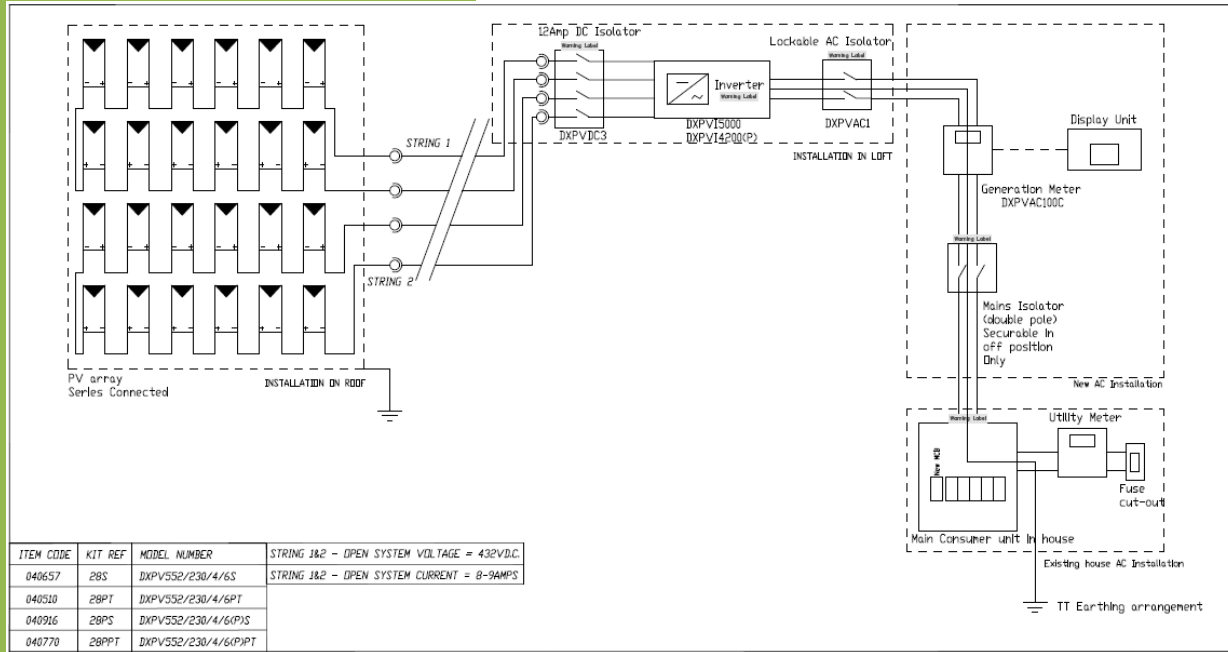 12Amp DC Isolator
Warning Label
Lockable AC Isolator
Warning Label
Inverter
Warning Label
DXPVDC3
DXPVI5000
DXPVI4200(P)
DXPVAC1
INSTALLATION IN LOFT
STRING 1
STRING 2
PV array
Series Connected
INSTALLATION ON ROOF
Display Unit
Generation Meter
DXPVAC100C
Warning Label
Mains Isolator
(double pole)
Securable in
off position
Only
New AC Installation
Warning Label
Utility Meter
New MCB
Fuse
cut-out
Main Consumer unit in house
Existing house AC Installation
TT Earthing arrangement
ITEM CODE KIT REF MODEL NUMBER
040657 28S DXPV552/230/4/6S
040510 28PT DXPV552/230/4/6PT
040916 28PS DXPV552/230/4/6(P)S
040770 28PPT DXPV552/230/4/6(P)PT
STRING 1&2 - OPEN SYSTEM VOLTAGE = 432VD.C.
STRING 1&2 - OPEN SYSTEM CURRENT = 8-9AMPS